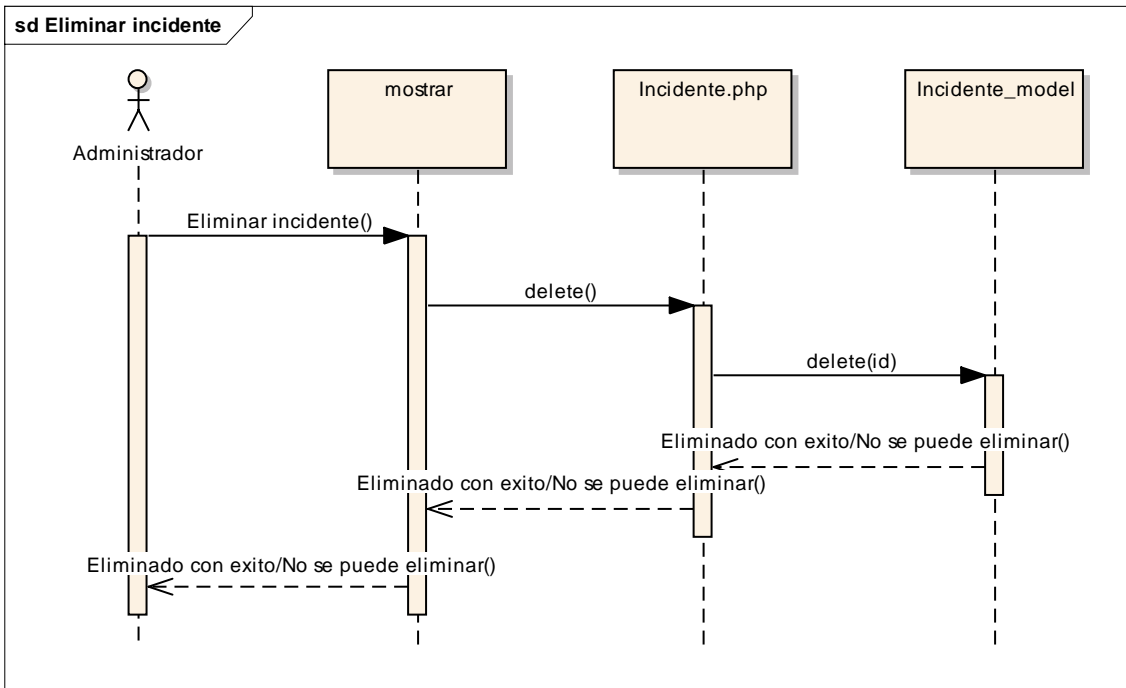 sd Eliminar incidente
Administrador
mostrar
Incidente.php
Incidente_model
Eliminar incidente()
delete()
delete(id)
Eliminado con exito/No se puede eliminar()
Eliminado con exito/No se puede eliminar()
Eliminado con exito/No se puede eliminar()